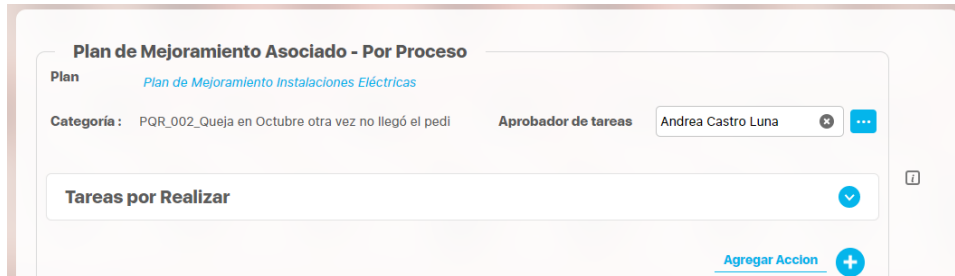 Plan de Mejoramiento Asociado - Por Proceso
Plan Plan de Mejoramiento Instalaciones Eléctricas
Categoría : PQR_002_Queja en Octubre otra vez no llegó el pedi Aprobador de tareas Andrea Castro Luna
Tareas por Realizar
Agregar Accion